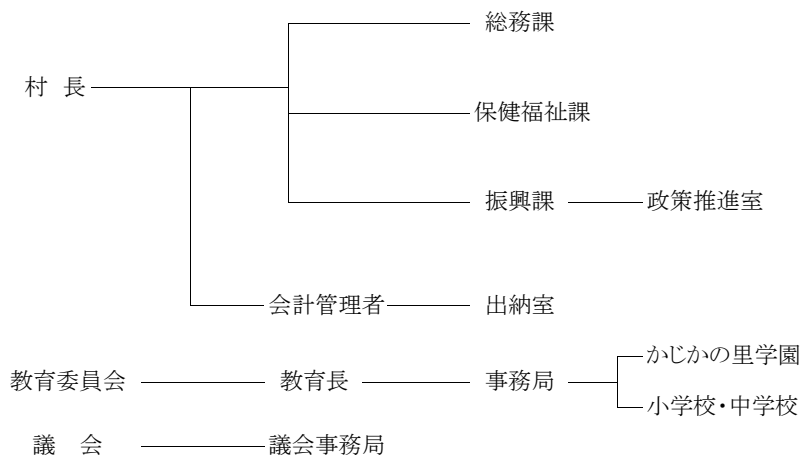 総務課
村 長
保健福祉課
振興課 政策推進室
会計管理者 出納室
かじかの里学園
教育委員会 教育長 事務局
小学校・中学校
議 会 議会事務局